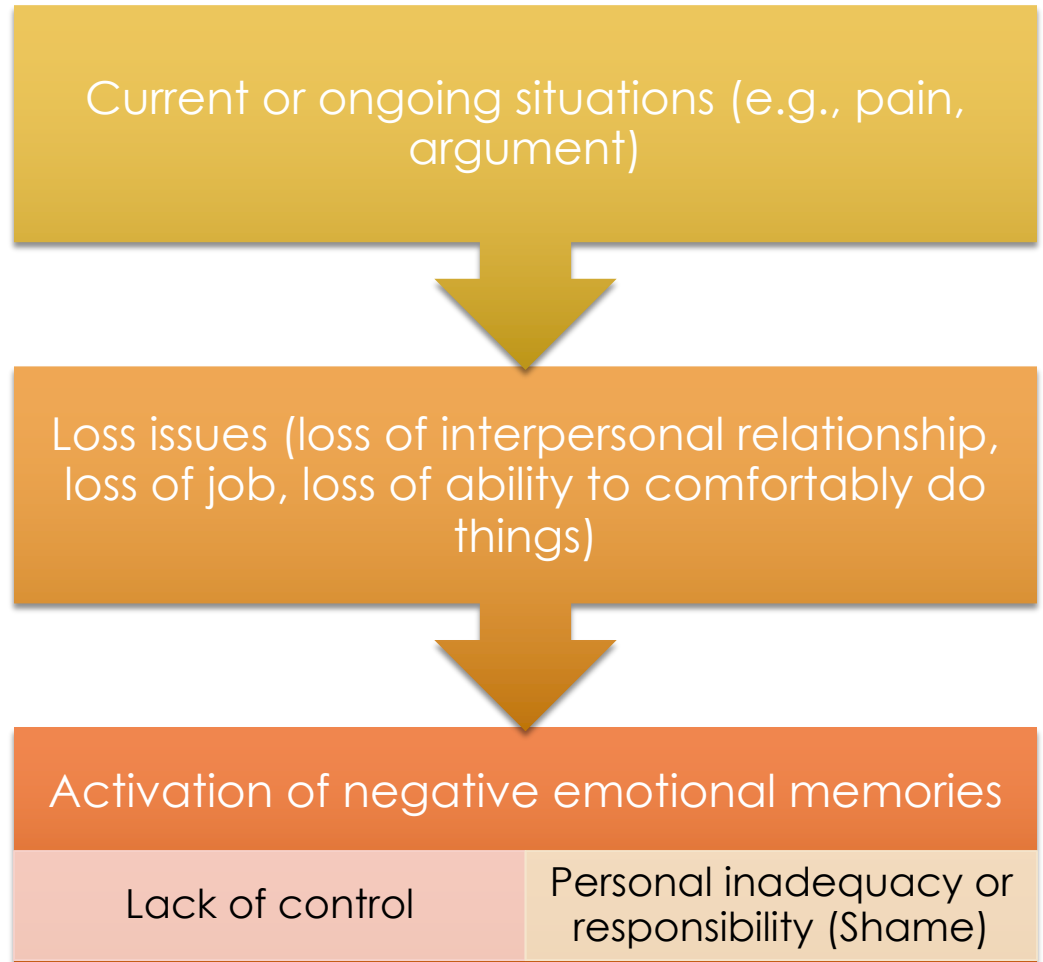 Current or ongoing situations (e.g., pain,
argument)
Loss issues (loss of interpersonal relationship,
loss of job, loss of ability to comfortably do
things)
Activation of negative emotional memories
Lack of control
Personal inadequacy or
responsibility (Shame)